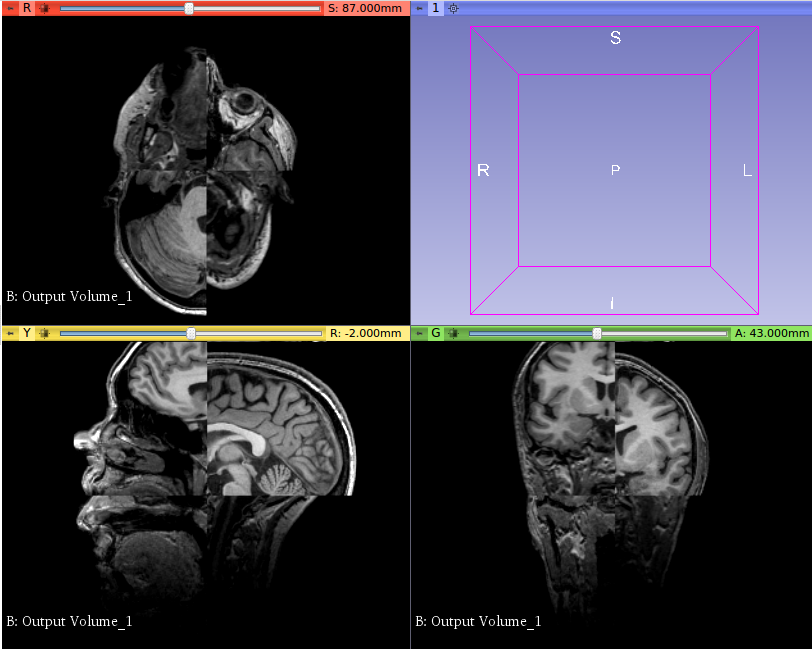 R S: 87.000mm
1
S
R P L
I
B: Output Volume_1
Y R: -2.000mm
G A: 43.000mm
B: Output Volume_1
B: Output Volume_1